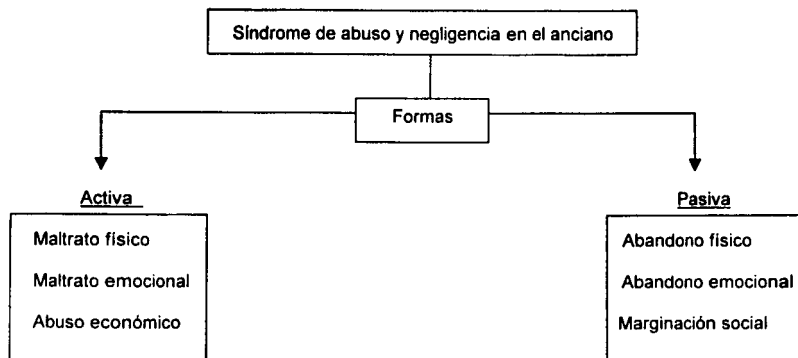 Síndrome de abuso y negligencia en el anciano
Formas
Activa
Maltrato físico
Maltrato emocional
Abuso económico
Pasiva
Abandono físico
Abandono emocional
Marginación social